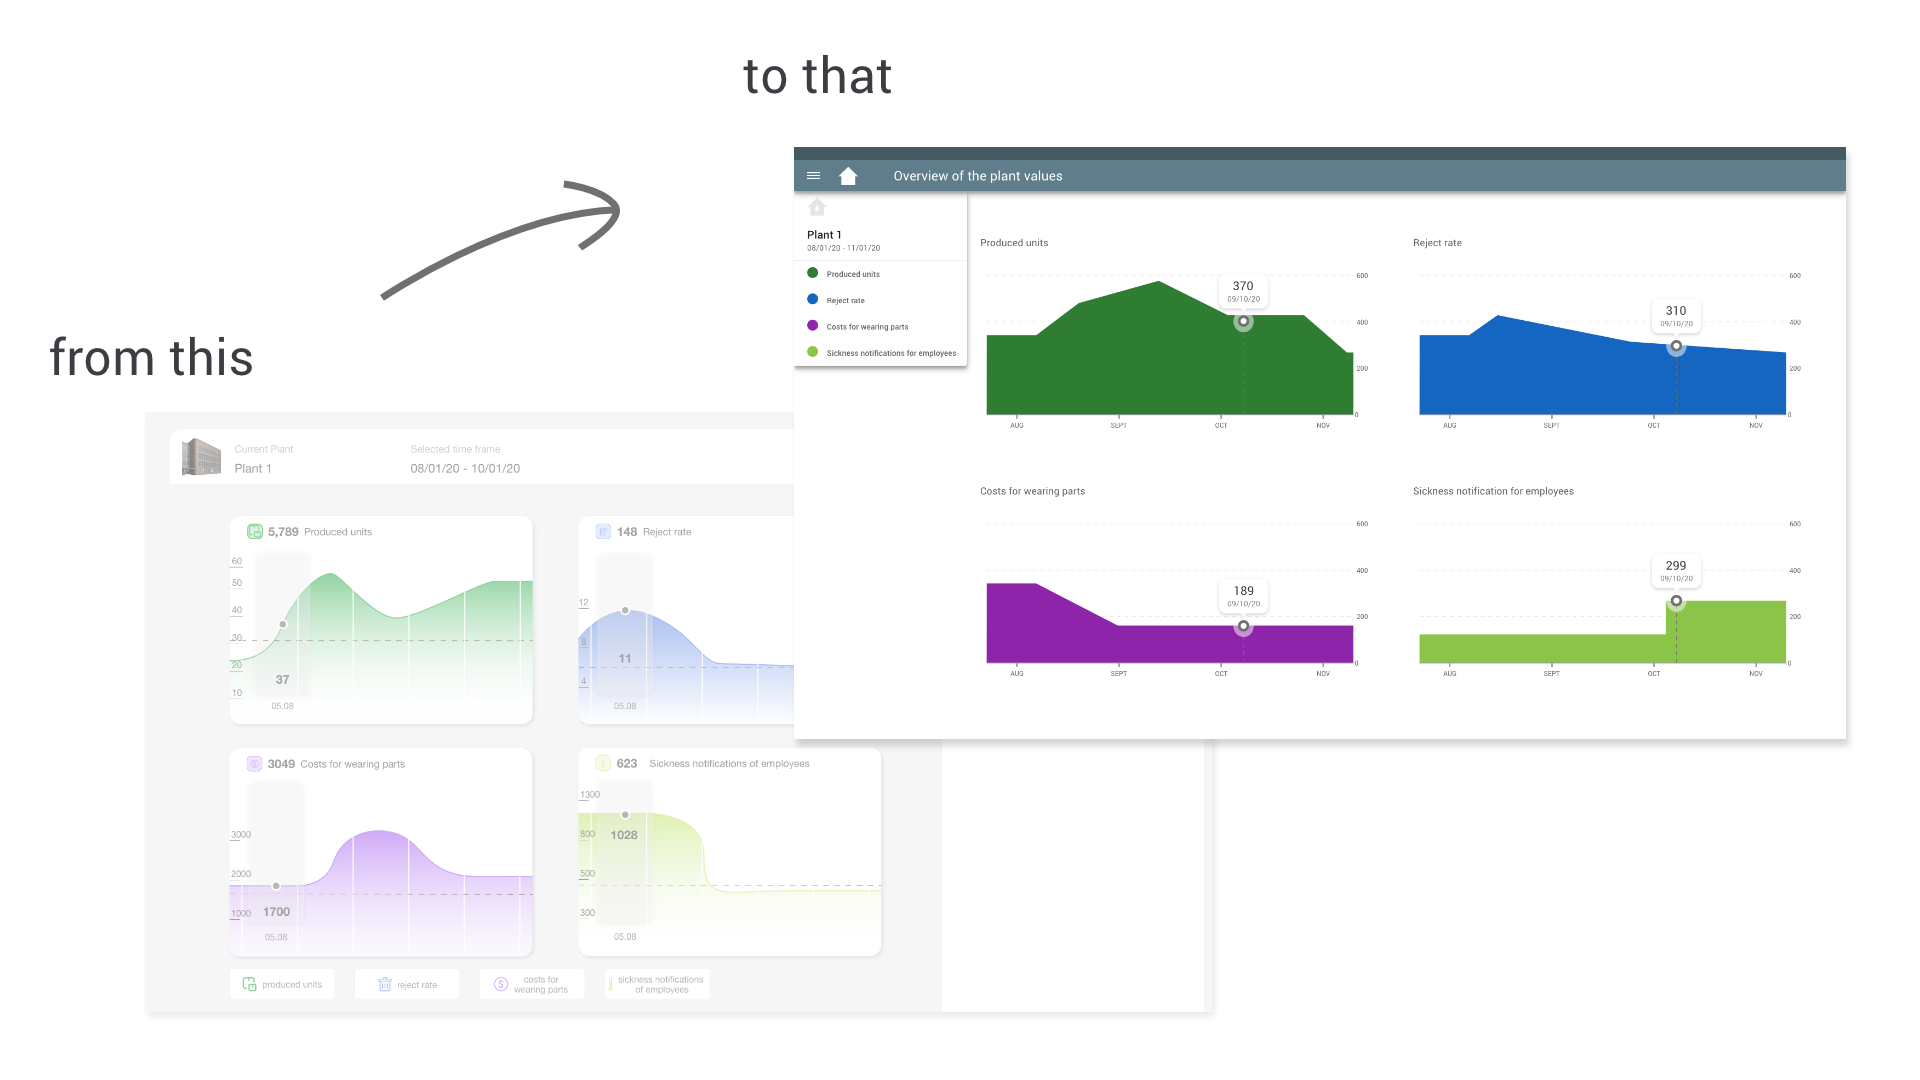 to that
from this
Overview of the plant values
Plant 1
08/01/20 - 11/01/20
Produced units
Reject rate
Costs for wearing parts
Sickness notifications for employees
Produced units
600
400
200
0
370
09/10/20
AUG SEPT OCT NOV
Reject rate
600
400
200
0
310
09/10/20
AUG SEPT OCT NOV
Costs for wearing parts
600
400
200
0
189
09/10/20
AUG SEPT OCT NOV
Sickness notification for employees
600
400
200
0
299
09/10/20
AUG SEPT OCT NOV
Current Plant
Plant 1
Selected time frame
08/01/20 - 10/01/20
5,789 Produced units
60
50
40
30
20
10
37
05.08
148 Reject rate
12
8
4
11
05.08
3049 Costs for wearing parts
3000
2000
1000
1700
05.08
623 Sickness notifications of employees
1300
800
500
300
1028
05.08
produced units
reject rate
costs for
wearing parts
sickness notifications
of employees